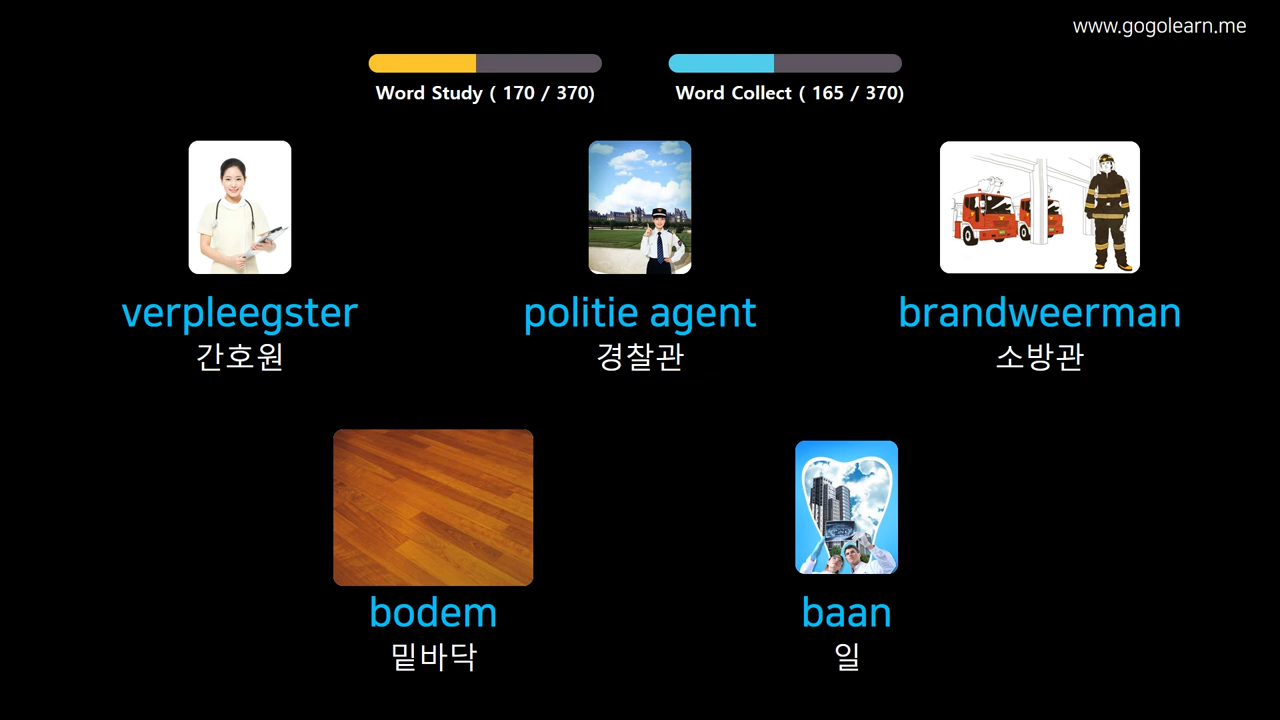 www.gogolearn.me
Word Study ( 170 / 370)
Word Collect ( 165 / 370)
verpleegster
간호원
politie agent
경찰관
brandweerman
소방관
bodem
밑바닥
baan
일